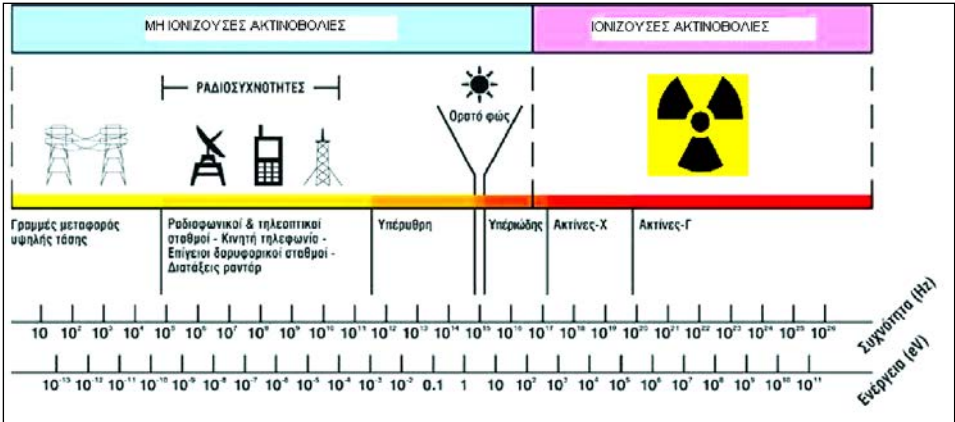 ΜΗ ΙΟΝΙΖΟΥΣΕΣ ΑΚΤΙΝΟΒΟΛΙΕΣ
ΙΟΝΙΖΟΥΣΕΣ ΑΚΤΙΝΟΒΟΛΙΕΣ
ΡΑΔΙΟΣΥΧΝΟΤΗΤΕΣ
Ορατό φώς
Γραμμές μεταφοράς
υψηλής τάσης
Ραδιοφωνικοί & τηλεοπτικοί
σταθμοί - Κινητή τηλεφωνία -
Επίγειοι δορυφορικοί σταθμοί -
Διατάξεις ραντάρ
Υπέρυθρη
Υπεριώδης
Ακτίνες-Χ
Ακτίνες-Γ
10 10² 10³ 10⁴ 10⁵ 10⁶ 10⁷ 10⁸ 10⁹ 10¹⁰ 10¹¹ 10¹² 10¹³ 10¹⁴ 10¹⁵ 10¹⁶ 10¹⁷ 10¹⁸ 10¹⁹ 10²⁰ 10²¹ 10²² 10²³ 10²⁴ 10²⁵ 10²⁶
Συχνότητα (Hz)
10⁻¹³ 10⁻¹² 10⁻¹¹ 10⁻¹⁰ 10⁻⁹ 10⁻⁸ 10⁻⁷ 10⁻⁶ 10⁻⁵ 10⁻⁴ 10⁻³ 10⁻² 0.1 1 10 10² 10³ 10⁴ 10⁵ 10⁶ 10⁷ 10⁸ 10⁹ 10¹⁰ 10¹¹
Ενέργεια (eV)